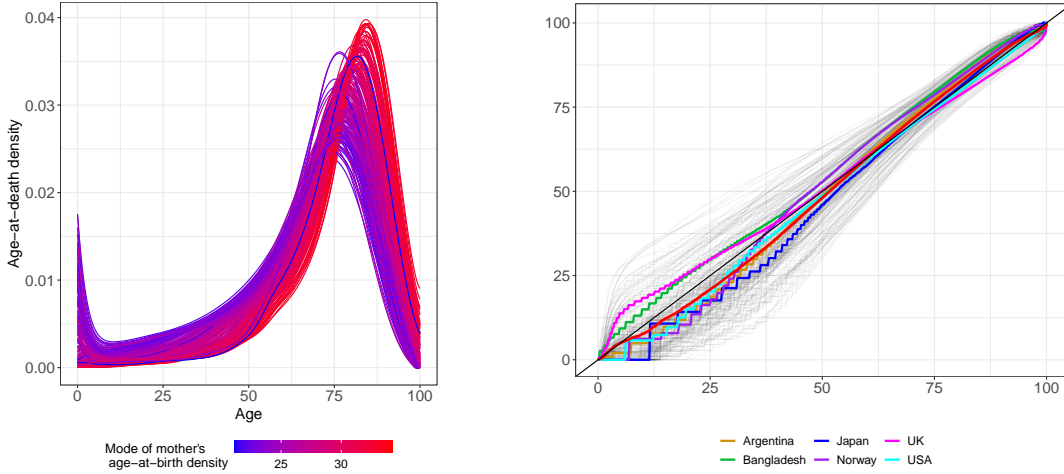 0.04
0.03
0.02
0.01
0.00
Age−at−death density
0 25 50 75 100
Age
Mode of mother's
age−at−birth density
25 30
100
75
50
25
0
0 25 50 75 100
Argentina Japan UK
Bangladesh Norway USA